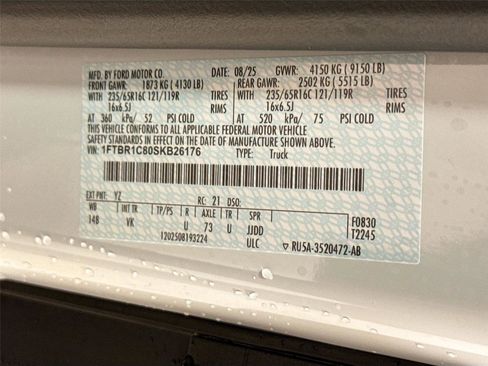 MFD. BY FORD MOTOR CO. DATE: 08/25 GVWR: 4150 KG ( 9150 LB)
FRONT GAWR: 1873 KG ( 4130 LB) REAR GAWR: 2502 KG ( 5515 LB)
WITH 235/65R16C 121/119R TIRES WITH 235/65R16C 121/119R TIRES
16x6.5J RIMS 16x6.5J RIMS
AT 360 kPa/ 52 PSI COLD AT 520 kPa/ 75 PSI COLD
THIS VEHICLE CONFORMS TO ALL APPLICABLE FEDERAL MOTOR VEHICLE
SAFETY STANDARDS IN EFFECT ON THE DATE OF MANUFACTURE SHOWN ABOVE.
VIN: 1FTBR1C80SKB26176 TYPE: Truck
EXT PNT: YZ RC: 21 DSO:
WB INT TR TP/PS R AXLE TR SPR F0830
148 VK U 73 U JJDD T2245
1202508193224 ULC RU5A-3520472-AB